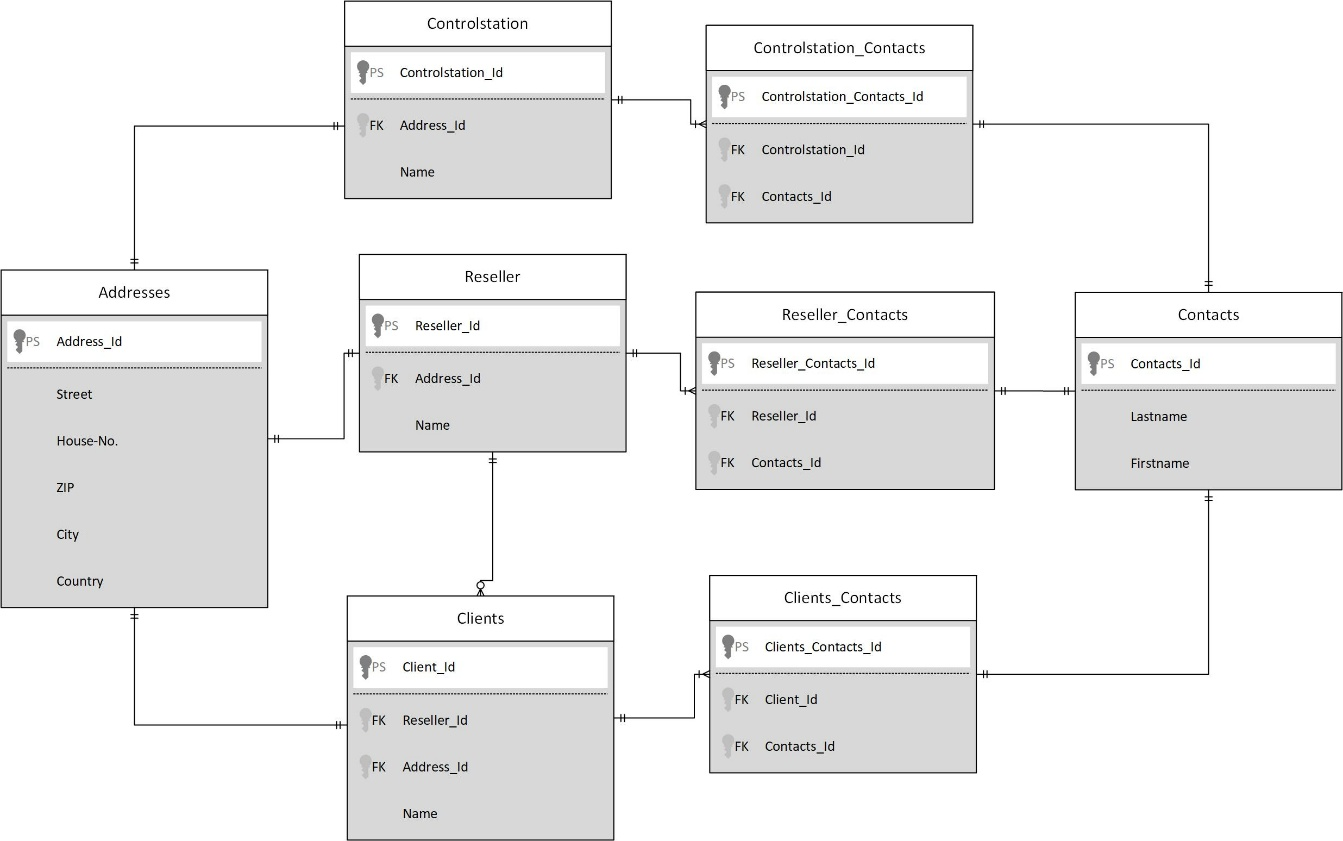 Controlstation
PS Controlstation_Id
FK Address_Id
Name
Controlstation_Contacts
PS Controlstation_Contacts_Id
FK Controlstation_Id
FK Contacts_Id
Addresses
PS Address_Id
Street
House-No.
ZIP
City
Country
Reseller
PS Reseller_Id
FK Address_Id
Name
Reseller_Contacts
PS Reseller_Contacts_Id
FK Reseller_Id
FK Contacts_Id
Contacts
PS Contacts_Id
Lastname
Firstname
Clients
PS Client_Id
FK Reseller_Id
FK Address_Id
Name
Clients_Contacts
PS Clients_Contacts_Id
FK Client_Id
FK Contacts_Id